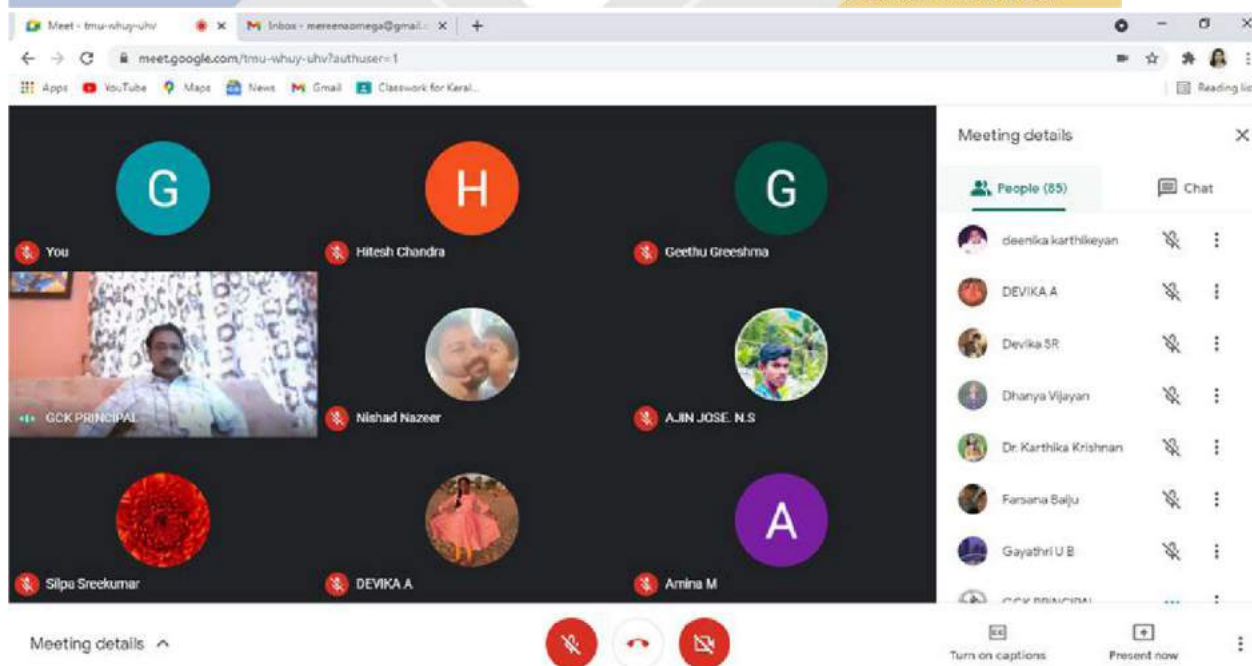 Meet - tmu-whuy-uhv
Inbox - mereenaomega@gmail.c
meet.google.com/tmu-whuy-uhv?authuser=1
Apps YouTube Maps News Gmail Classwork for Keral... Reading lis
Meeting details
People (85) Chat
G
H
G
You
Hitesh Chandra
Geethu Greeshma
GCK PRINCIPAL
Nishad Nazeer
AJIN JOSE. N.S
A
Silpa Sreekumar
DEVIKA A
Amina M
deenika karthikeyan
DEVIKA A
Devika SR
Dhanya Vijayan
Dr. Karthika Krishnan
Farsana Baiju
Gayathri U B
GCK PRINCIPAL
Meeting details
Turn on captions
Present now